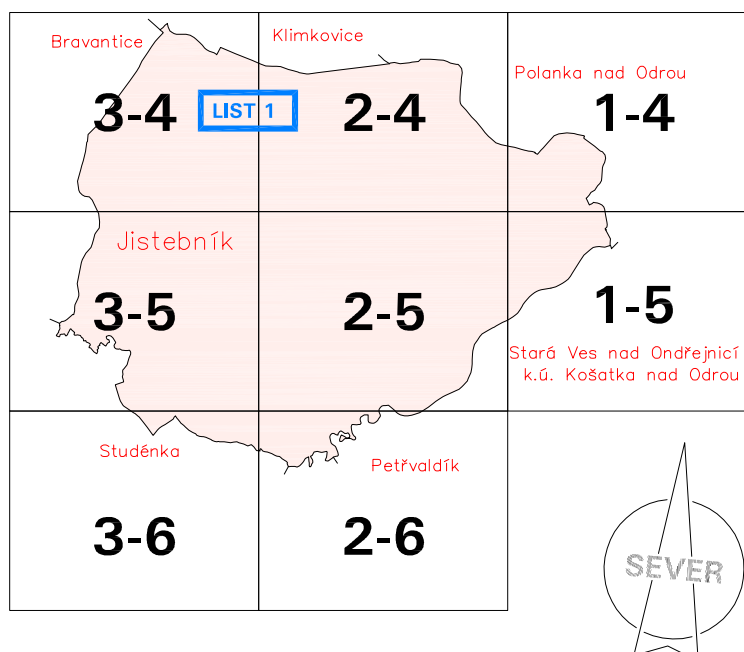 Bravantice
Klimkovice
Polanka nad Odrou
3-4
LIST 1
2-4
1-4
Jistebník
3-5
2-5
1-5
Stará Ves nad Ondřejnicí
k.ú. Košatka nad Odrou
Studénka
Petřvaldík
3-6
2-6
SEVER